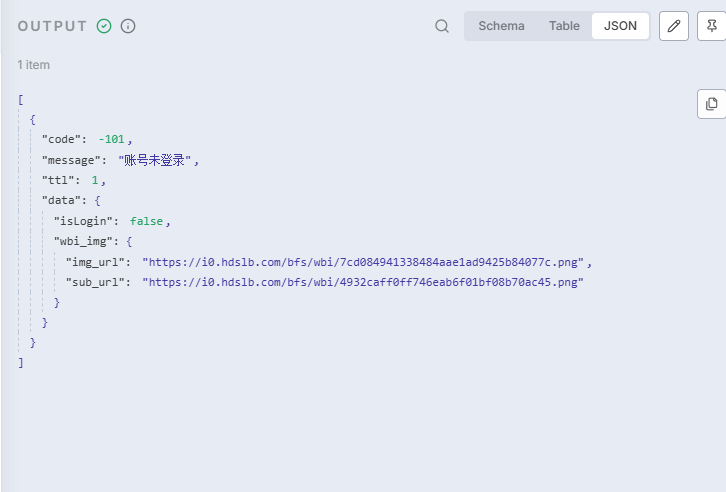 OUTPUT
Schema Table JSON
1 item
[
{
"code": -101,
"message": "账号未登录",
"ttl": 1,
"data": {
"isLogin": false,
"wbi_img": {
"img_url": "https://i0.hdslb.com/bfs/wbi/7cd084941338484aae1ad9425b84077c.png",
"sub_url": "https://i0.hdslb.com/bfs/wbi/4932caff0ff746eab6f01bf08b70ac45.png"
}
}
}
]